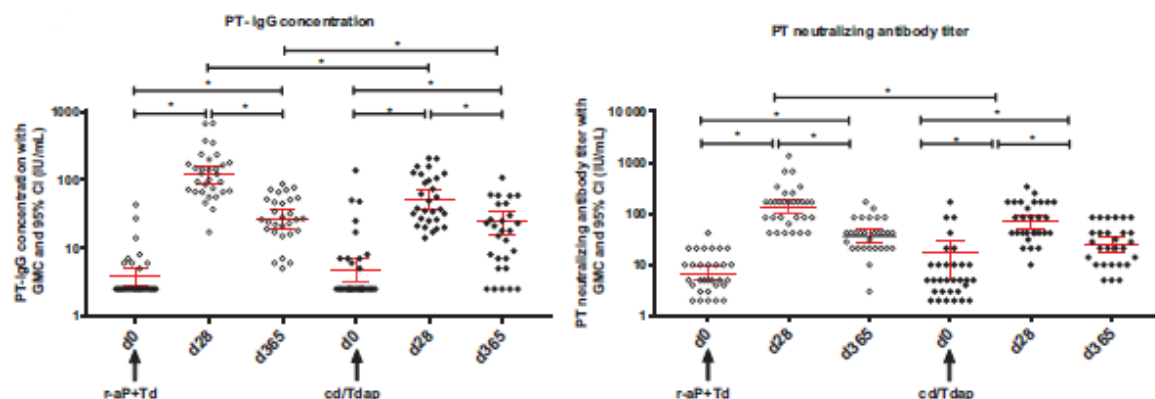 PT-IgG concentration
PT-IgG concentration with
GMC and 95% CI (IU/mL)
1000
100
10
1
* *
* *
* * * *
d0 d28 d365 d0 d28 d365
r-aP+Td cd/Tdap
PT neutralizing antibody titer
PT neutralizing antibody titer with
GMC and 95% CI (IU/mL)
10 000
1000
100
10
1
*
* *
* * * *
d0 d28 d365 d0 d28 d365
r-aP+Td cd/Tdap